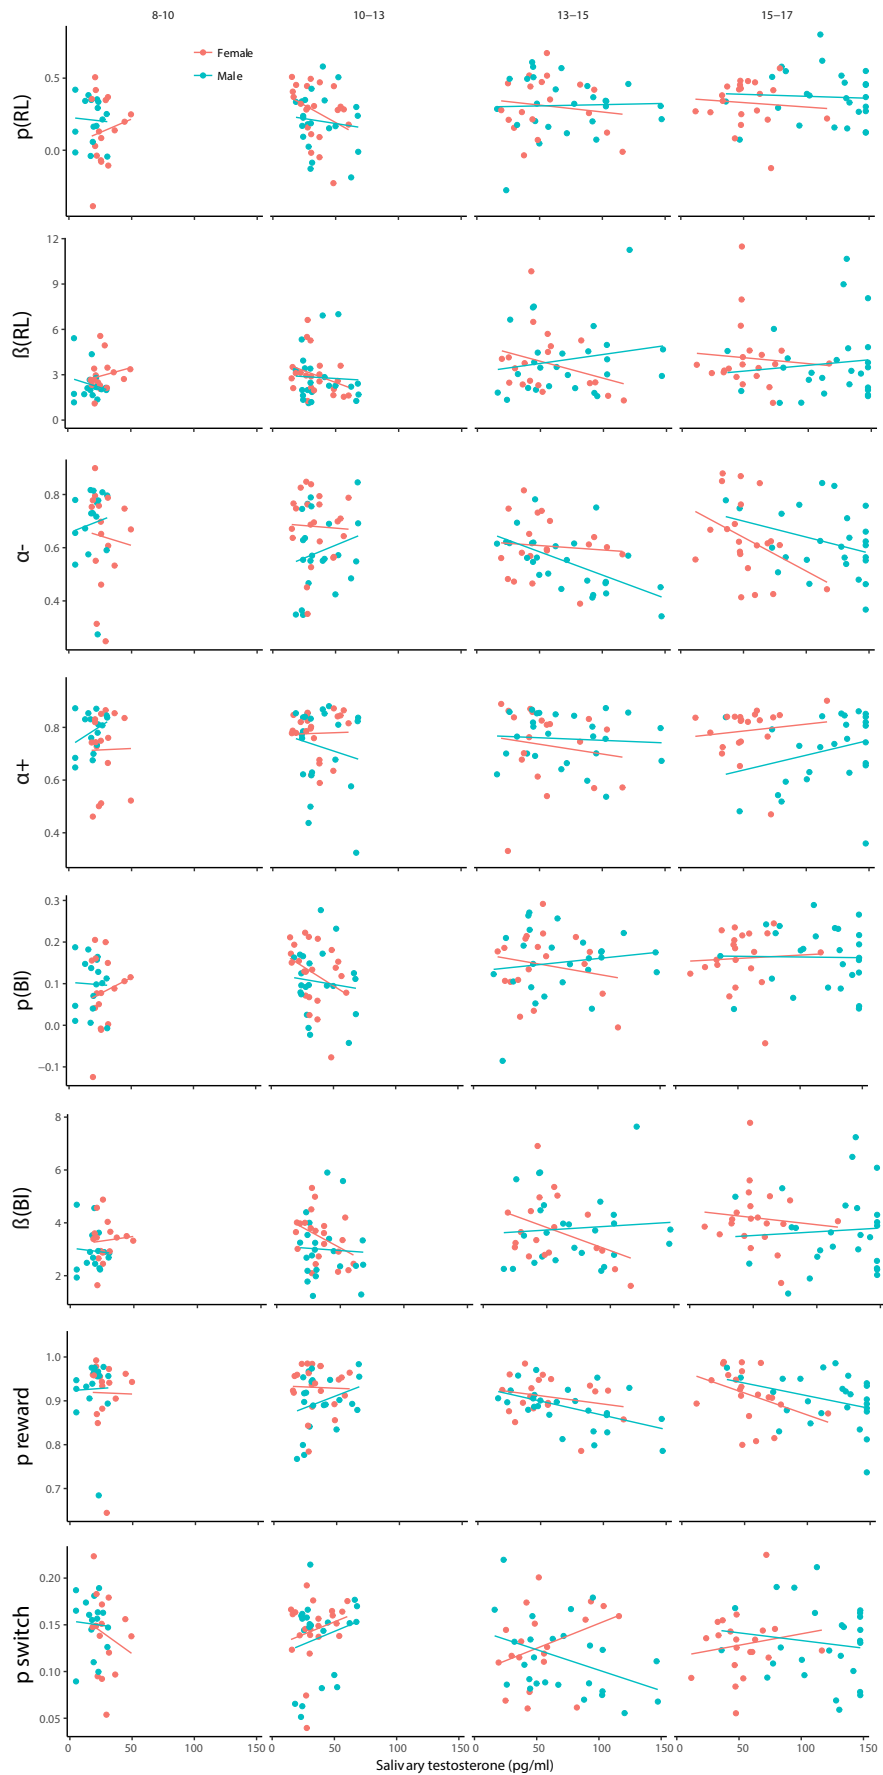 8-10 10–13 13–15 15–17
Female
Male
p(RL)
0.5
0.0
ß(RL)
12
9
6
3
0
α-
0.8
0.6
0.4
α+
0.8
0.6
0.4
p(BI)
0.3
0.2
0.1
0.0
−0.1
ß(BI)
8
6
4
2
p reward
1.0
0.9
0.8
0.7
p switch
0.20
0.15
0.10
0.05
0 50 100 150 0 50 100 150 50 100 150 0 50 100 150
Salivary testosterone (pg/ml)